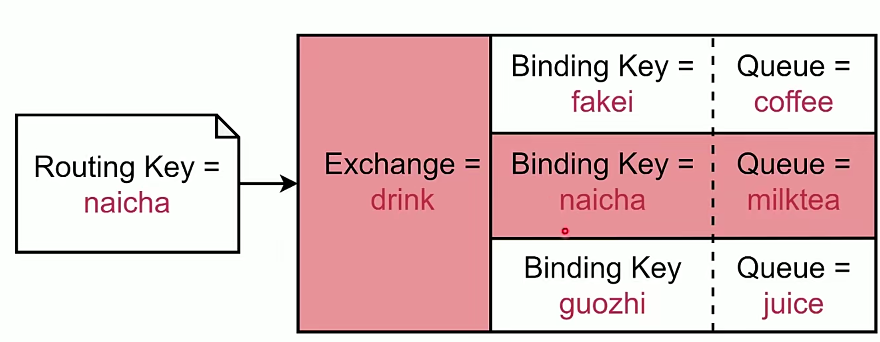 Routing Key =
naicha
Exchange =
drink
Binding Key =
fakei
Queue =
coffee
Binding Key =
naicha
Queue =
milktea
Binding Key
guozhi
Queue =
juice